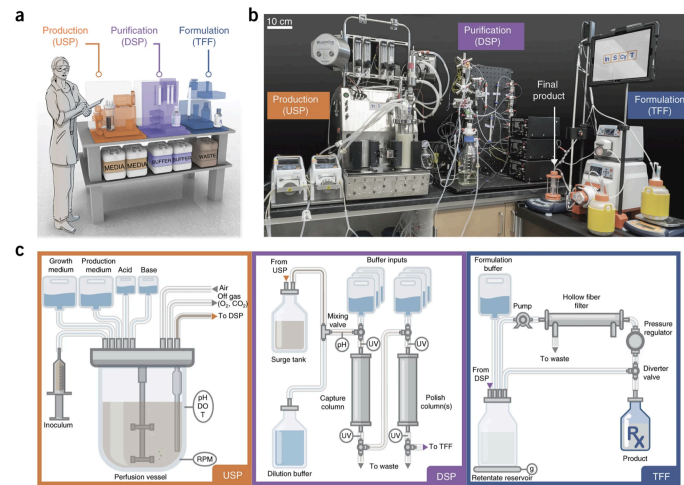 a
Production
(USP)
Purification
(DSP)
Formulation
(TFF)
MEDIA
MEDIA
BUFFER
BUFFER
WASTE
b
10 cm
Purification
(DSP)
Production
(USP)
Final
product
Formulation
(TFF)
InSCyT
c
Growth
medium
Production
medium
Acid
Base
Air
Off gas
(O2, CO2)
To DSP
Inoculum
pH
DO
T
RPM
Perfusion vessel
USP
From
USP
Buffer inputs
Mixing
valve
pH
UV
UV
Surge tank
Capture
column
Polish
column(s)
UV
UV
To TFF
Dilution buffer
To waste
DSP
Formulation
buffer
Pump
Hollow fiber
filter
Pressure
regulator
To waste
Diverter
valve
From
DSP
Rx
g
Retentate reservoir
Product
TFF